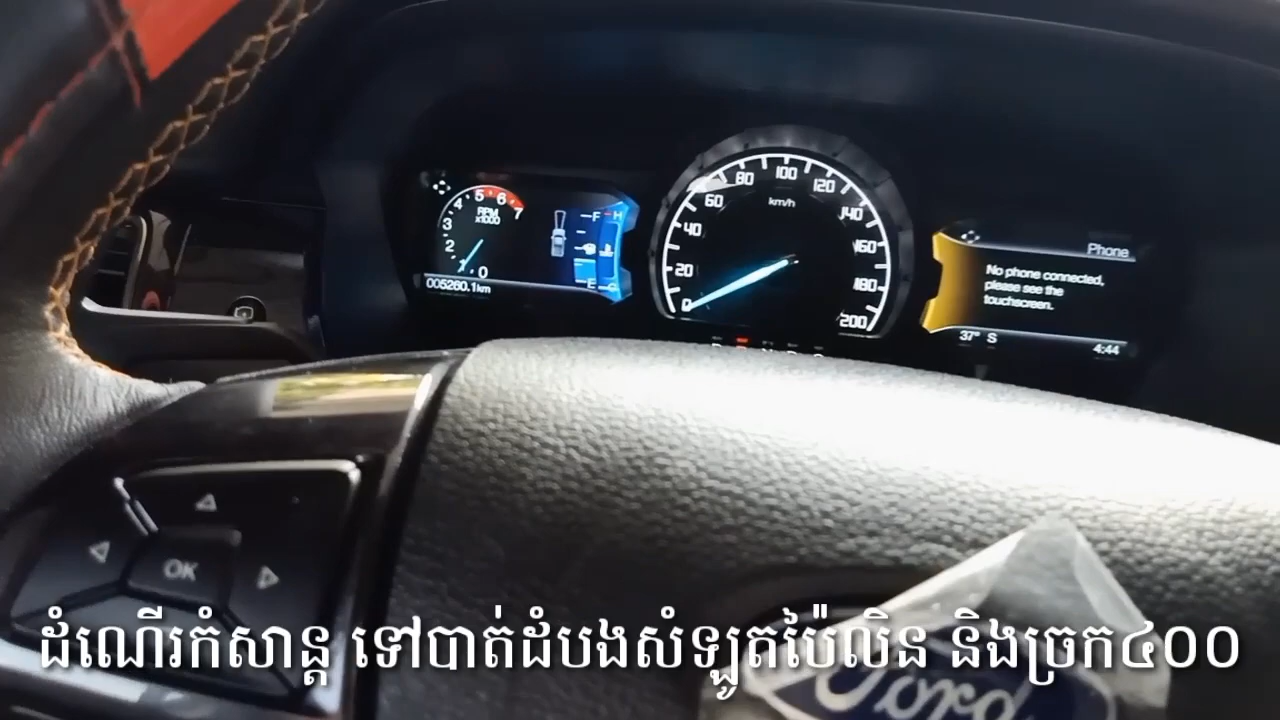 5
6
7
4
3
2
1
0
RPM
x1000
F
H
E
C
005260.1km
0
20
40
60
80
100
120
140
160
180
200
km/h
Phone
No phone connected,
please see the
touchscreen.
37° S
4:44
OK
ដំណើរកំសាន្ត ទៅបាត់ដំបងសំឡូតប៉ៃលិន និងច្រក៤០០
Ford